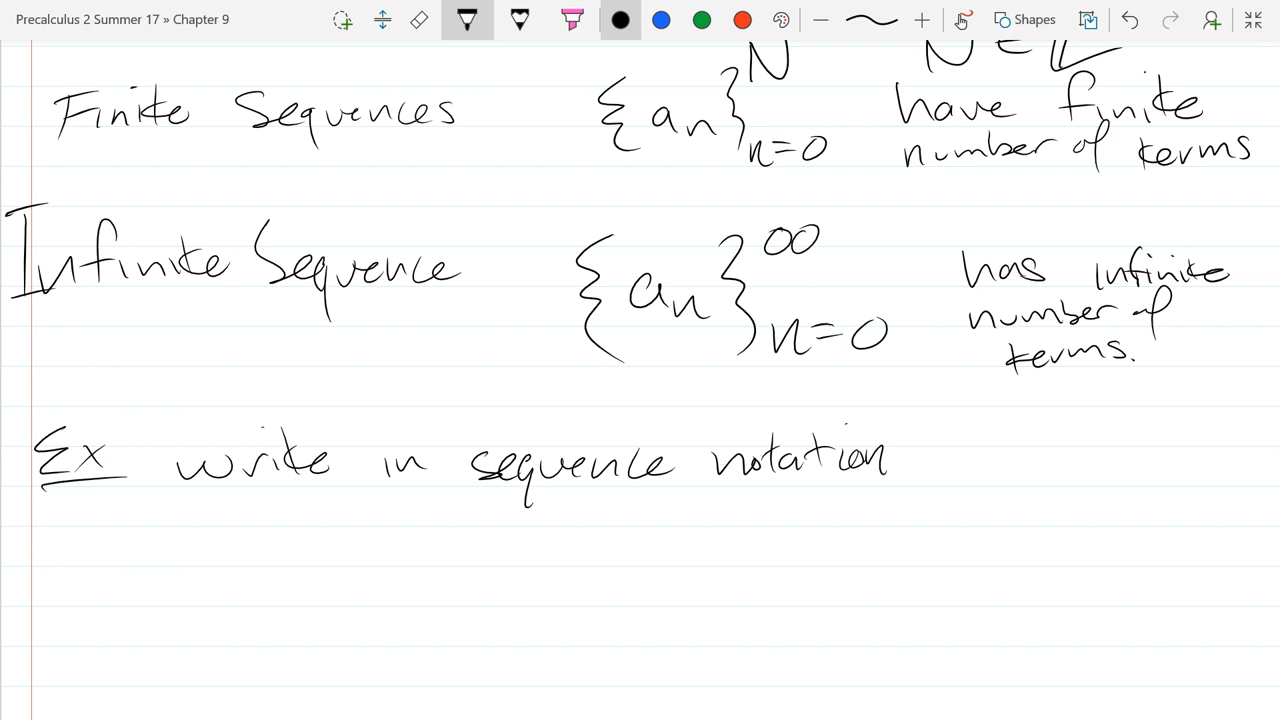 Precalculus 2 Summer 17 » Chapter 9
Shapes
Finite Sequences {aₙ}ᴺₙ₌₀ N ∈ ℤ have finite
number of terms
Infinite Sequence {aₙ}^∞ₙ₌₀ has infinite
number of
terms.
Ex write in sequence notation